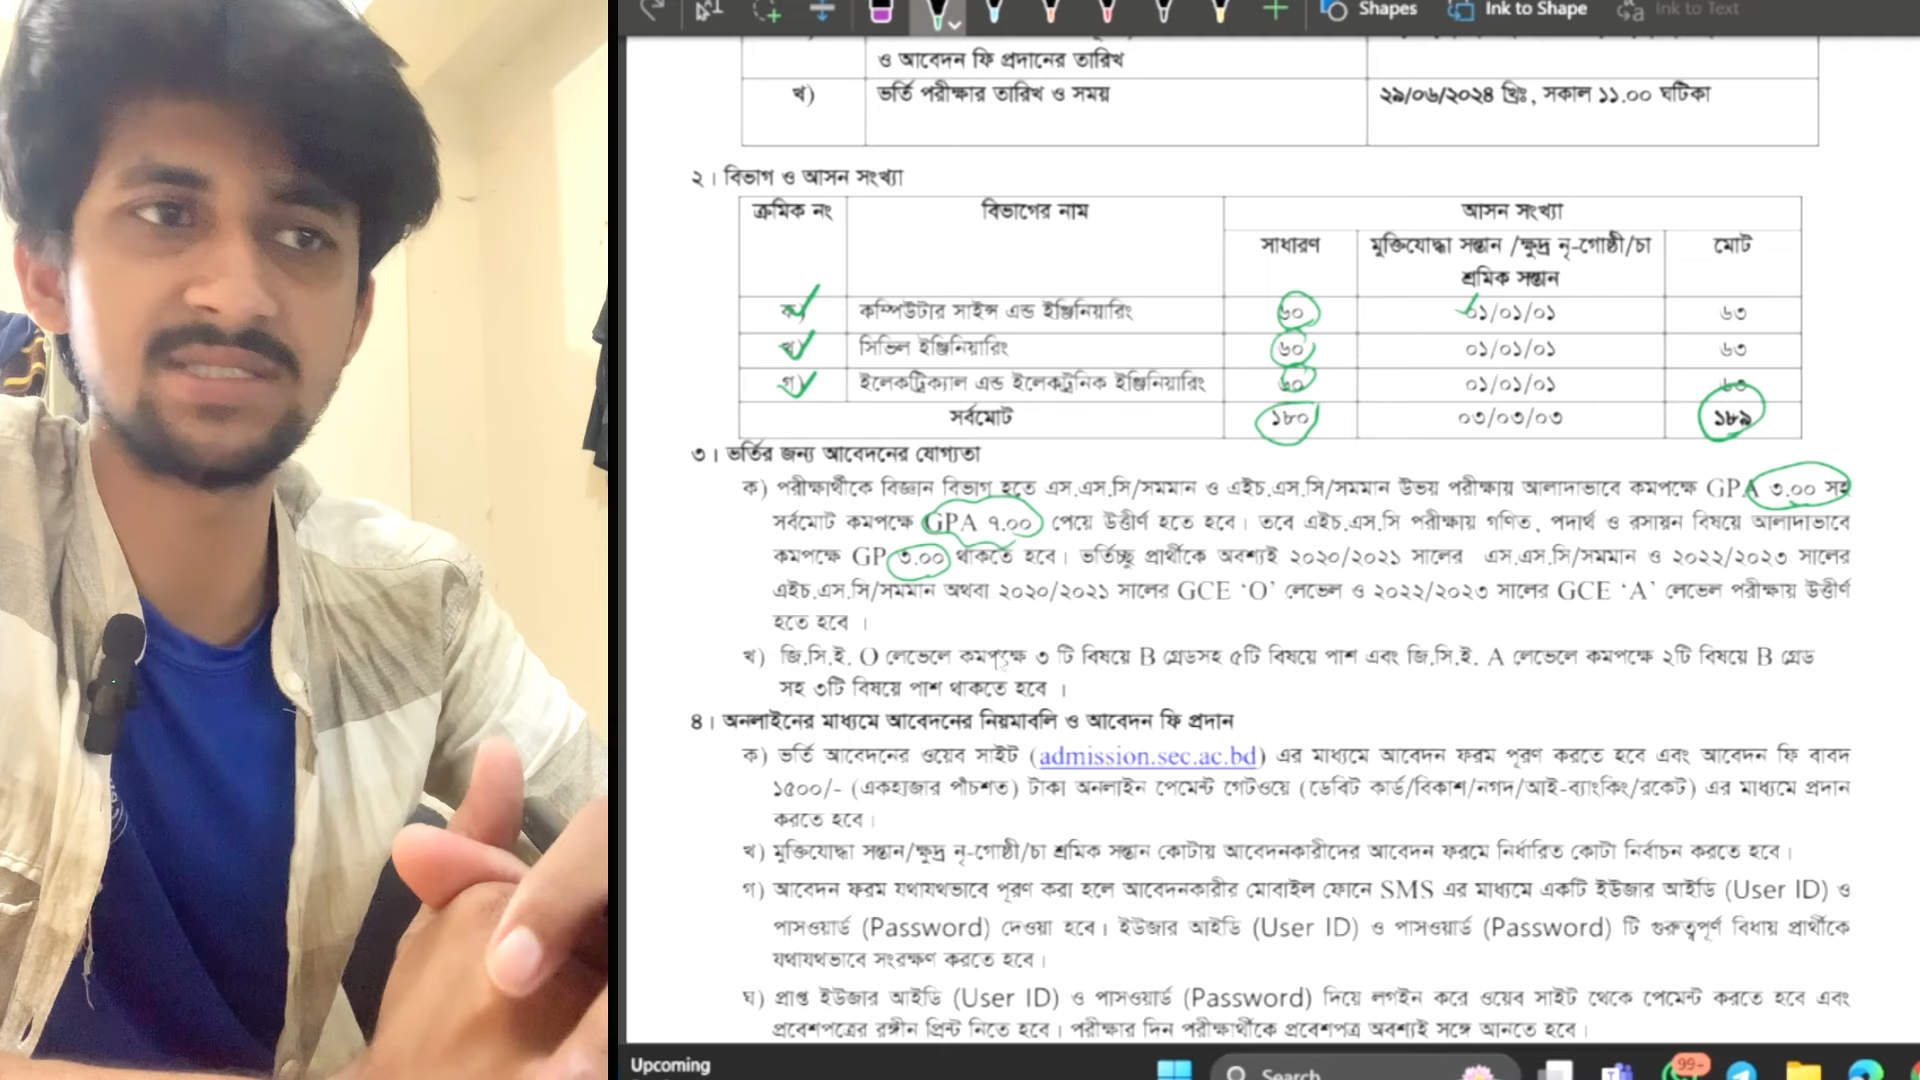 Shapes
Ink to Shape
Ink to Text
ও আবেদন ফি প্রদানের তারিখ
খ) ভর্তি পরীক্ষার তারিখ ও সময় ২৯/০৬/২০২৪ খ্রিঃ, সকাল ১১.০০ ঘটিকা
২। বিভাগ ও আসন সংখ্যা
ক্রমিক নং বিভাগের নাম আসন সংখ্যা
সাধারণ মুক্তিযোদ্ধা সন্তান /ক্ষুদ্র নৃ-গোষ্ঠী/চা মোট
শ্রমিক সন্তান
ক) কম্পিউটার সাইন্স এন্ড ইঞ্জিনিয়ারিং ৬০ ০১/০১/০১ ৬৩
খ) সিভিল ইঞ্জিনিয়ারিং ৬০ ০১/০১/০১ ৬৩
গ) ইলেকট্রিক্যাল এন্ড ইলেকট্রনিক ইঞ্জিনিয়ারিং ৬০ ০১/০১/০১ ৬৩
সর্বমোট ১৮০ ০৩/০৩/০৩ ১৮৯
৩। ভর্তির জন্য আবেদনের যোগ্যতা
ক) পরীক্ষার্থীকে বিজ্ঞান বিভাগ হতে এস.এস.সি/সমমান ও এইচ.এস.সি/সমমান উভয় পরীক্ষায় আলাদাভাবে কমপক্ষে GPA ৩.০০ সহ
সর্বমোট কমপক্ষে GPA ৭.০০ পেয়ে উত্তীর্ণ হতে হবে। তবে এইচ.এস.সি পরীক্ষায় গণিত, পদার্থ ও রসায়ন বিষয়ে আলাদাভাবে
কমপক্ষে GP ৩.০০ থাকতে হবে। ভর্তিচ্ছু প্রার্থীকে অবশ্যই ২০২০/২০২১ সালের এস.এস.সি/সমমান ও ২০২২/২০২৩ সালের
এইচ.এস.সি/সমমান অথবা ২০২০/২০২১ সালের GCE ‘O’ লেভেল ও ২০২২/২০২৩ সালের GCE ‘A’ লেভেল পরীক্ষায় উত্তীর্ণ
হতে হবে ।
খ) জি.সি.ই. O লেভেলে কমপক্ষে ৩ টি বিষয়ে B গ্রেডসহ ৫টি বিষয়ে পাশ এবং জি.সি.ই. A লেভেলে কমপক্ষে ২টি বিষয়ে B গ্রেড
সহ ৩টি বিষয়ে পাশ থাকতে হবে ।
৪। অনলাইনের মাধ্যমে আবেদনের নিয়মাবলি ও আবেদন ফি প্রদান
ক) ভর্তি আবেদনের ওয়েব সাইট (admission.sec.ac.bd) এর মাধ্যমে আবেদন ফরম পূরণ করতে হবে এবং আবেদন ফি বাবদ
১৫০০/- (একহাজার পাঁচশত) টাকা অনলাইন পেমেন্ট গেটওয়ে (ডেবিট কার্ড/বিকাশ/নগদ/আই-ব্যাংকিং/রকেট) এর মাধ্যমে প্রদান
করতে হবে।
খ) মুক্তিযোদ্ধা সন্তান/ক্ষুদ্র নৃ-গোষ্ঠী/চা শ্রমিক সন্তান কোটায় আবেদনকারীদের আবেদন ফরমে নির্ধারিত কোটা নির্বাচন করতে হবে।
গ) আবেদন ফরম যথাযথভাবে পূরণ করা হলে আবেদনকারীর মোবাইল ফোনে SMS এর মাধ্যমে একটি ইউজার আইডি (User ID) ও
পাসওয়ার্ড (Password) দেওয়া হবে। ইউজার আইডি (User ID) ও পাসওয়ার্ড (Password) টি গুরুত্বপূর্ণ বিধায় প্রার্থীকে
যথাযথভাবে সংরক্ষণ করতে হবে।
ঘ) প্রাপ্ত ইউজার আইডি (User ID) ও পাসওয়ার্ড (Password) দিয়ে লগইন করে ওয়েব সাইট থেকে পেমেন্ট করতে হবে এবং
প্রবেশপত্রের রঙ্গীন প্রিন্ট নিতে হবে। পরীক্ষার দিন পরীক্ষার্থীকে প্রবেশপত্র অবশ্যই সঙ্গে আনতে হবে।
Upcoming
Search
99+